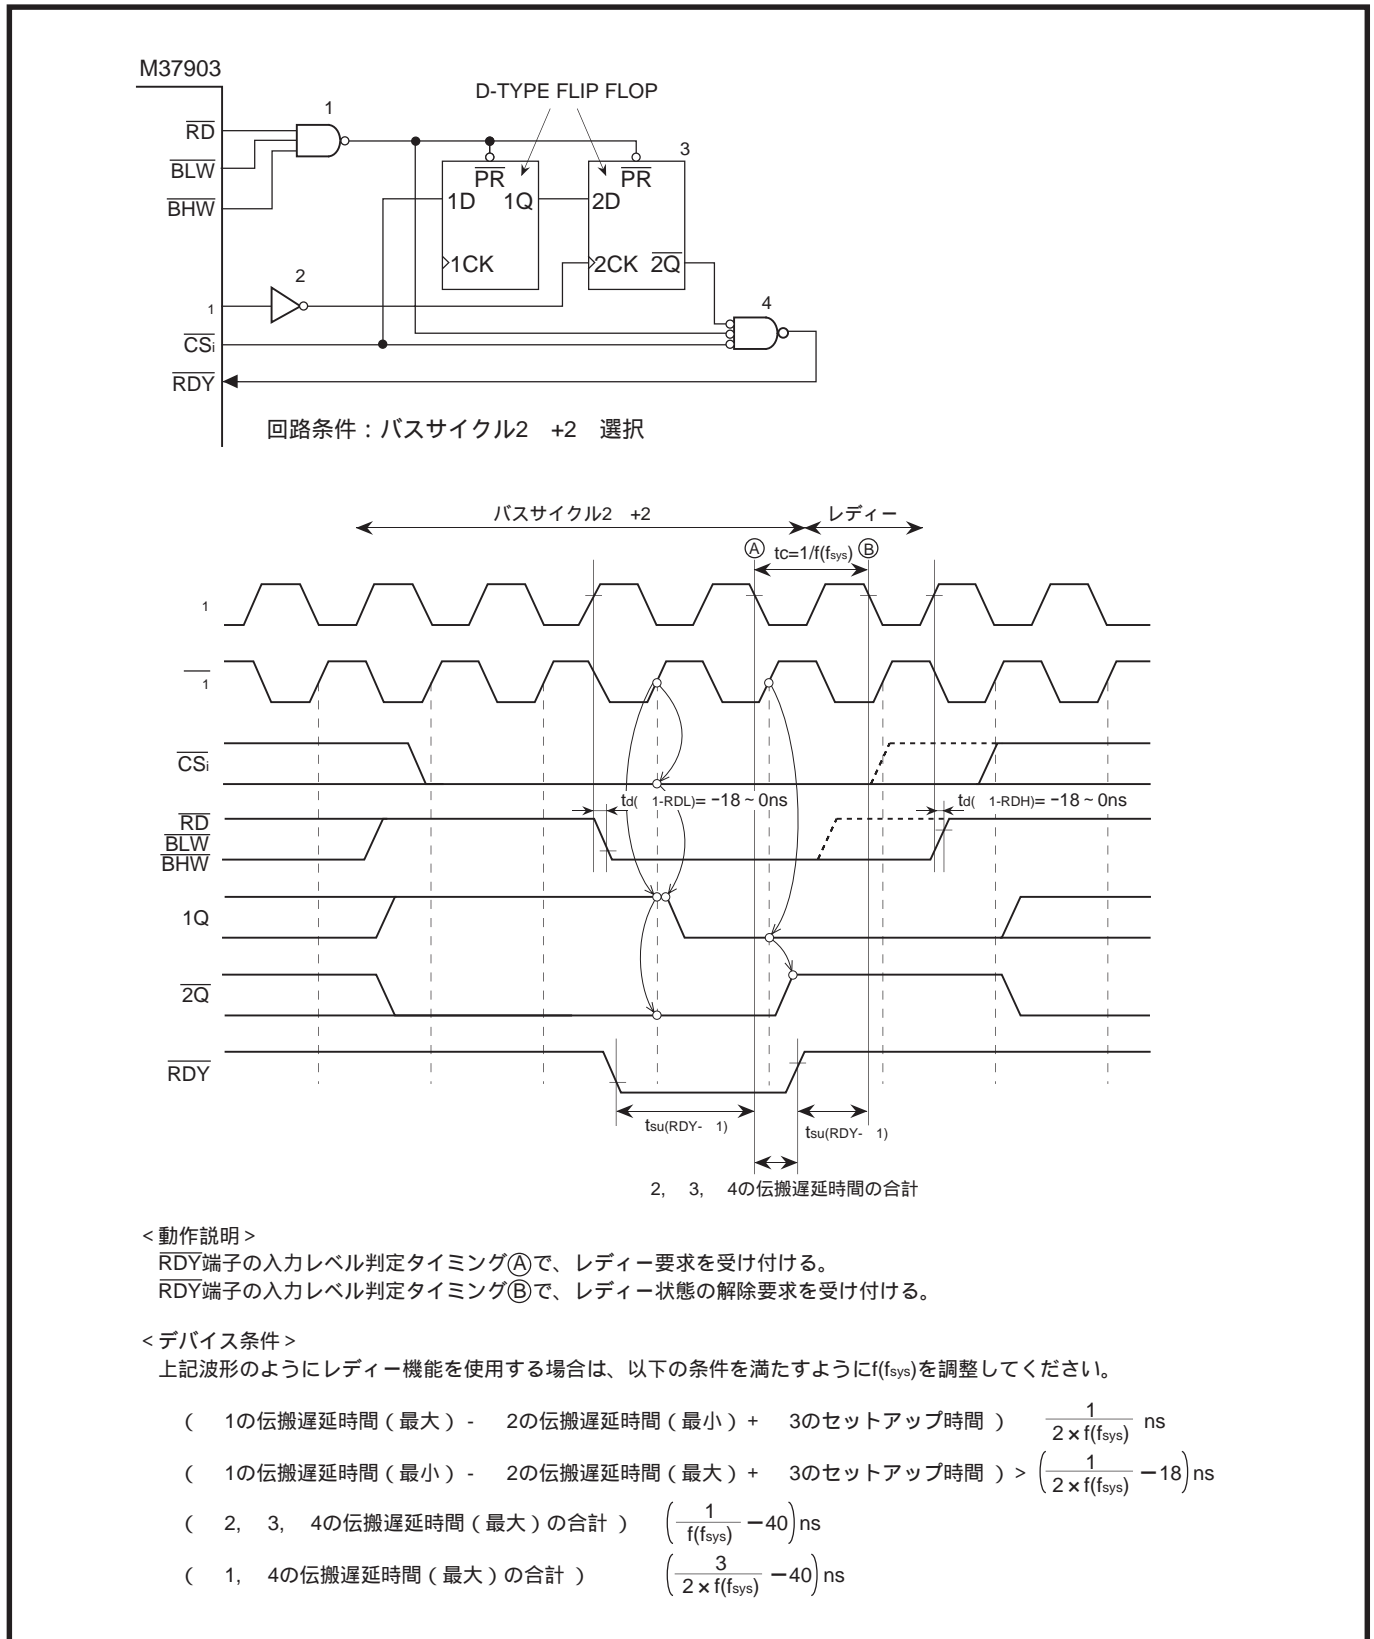 M37903
D-TYPE FLIP FLOP
1
3
RD
BLW
BHW
PR
PR
1D 1Q
2D
1CK
2CK 2Q
2
1
4
CSi
RDY
回路条件：バスサイクル2 +2 選択
バスサイクル2 +2
レディー
A tc=1/f(fsys) B
1
1
CSi
td( 1-RDL)= −18 ~ 0ns
td( 1-RDH)= −18 ~ 0ns
RD
BLW
BHW
1Q
2Q
RDY
tsu(RDY- 1)
tsu(RDY- 1)
2, 3, 4の伝搬遅延時間の合計
<動作説明>
RDY端子の入力レベル判定タイミングⒶで、レディー要求を受け付ける。
RDY端子の入力レベル判定タイミングⒷで、レディー状態の解除要求を受け付ける。
<デバイス条件>
上記波形のようにレディー機能を使用する場合は、以下の条件を満たすようにf(fsys)を調整してください。
( 1の伝搬遅延時間(最大) - 2の伝搬遅延時間(最小) + 3のセットアップ時間 ) 1/(2×f(fsys)) ns
( 1の伝搬遅延時間(最小) - 2の伝搬遅延時間(最大) + 3のセットアップ時間 ) > (1/(2×f(fsys)) −18) ns
( 2, 3, 4の伝搬遅延時間(最大)の合計 ) (1/f(fsys) −40) ns
( 1, 4の伝搬遅延時間(最大)の合計 ) (3/(2×f(fsys)) −40) ns